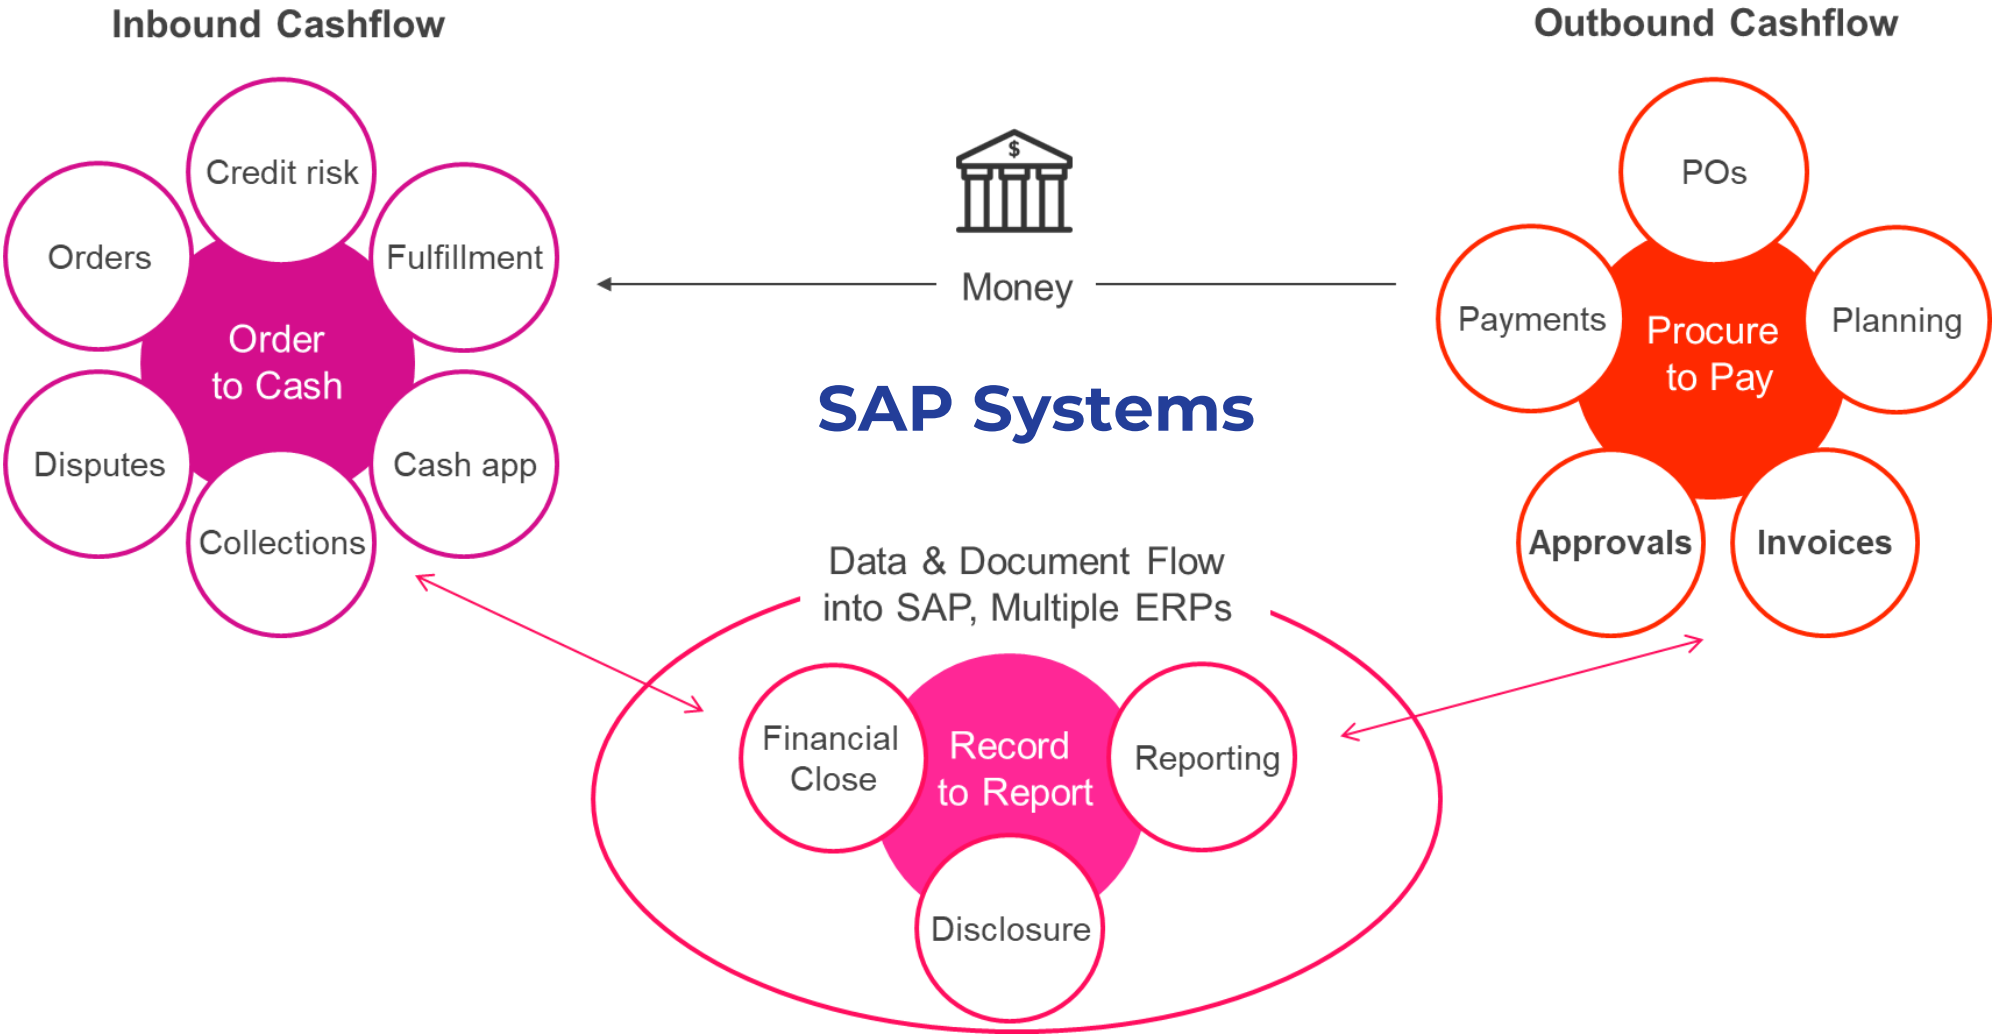 Inbound Cashflow
Outbound Cashflow
Credit risk
Orders
Fulfillment
Order
to Cash
Disputes
Cash app
Collections
$
Money
SAP Systems
POs
Payments
Planning
Procure
to Pay
Approvals
Invoices
Data & Document Flow
into SAP, Multiple ERPs
Financial
Close
Record
to Report
Reporting
Disclosure